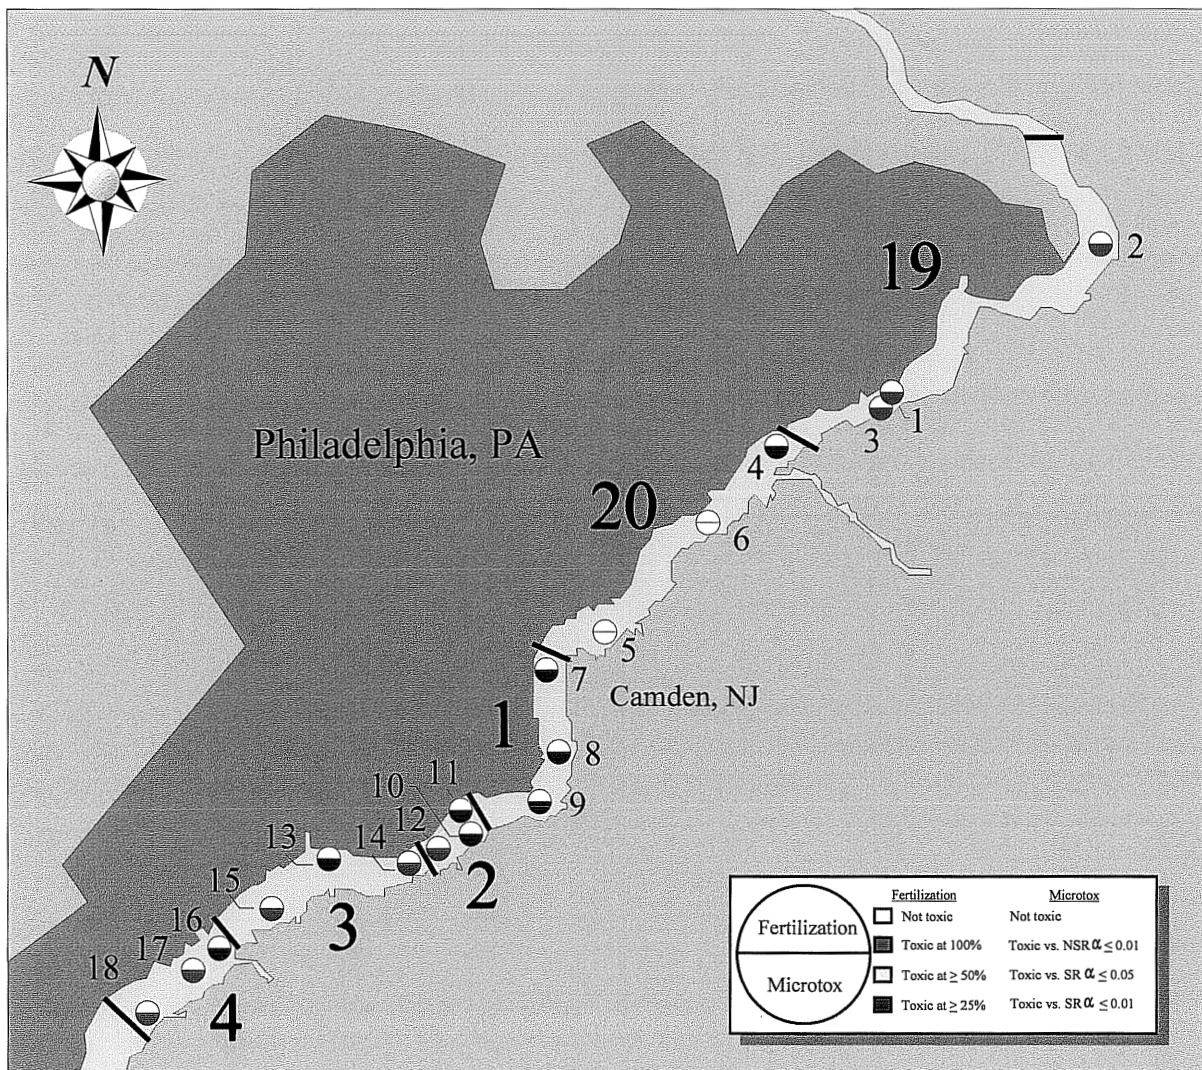 N
2
19
1
3
4
Philadelphia, PA
20
6
5
7
Camden, NJ
1
8
9
11
10
12
2
14
13
15
3
16
17
18
4
Fertilization
Microtox
Fertilization Microtox
Not toxic Not toxic
Toxic at 100% Toxic vs. NSR α ≤ 0.01
Toxic at ≥ 50% Toxic vs. SR α ≤ 0.05
Toxic at ≥ 25% Toxic vs. SR α ≤ 0.01